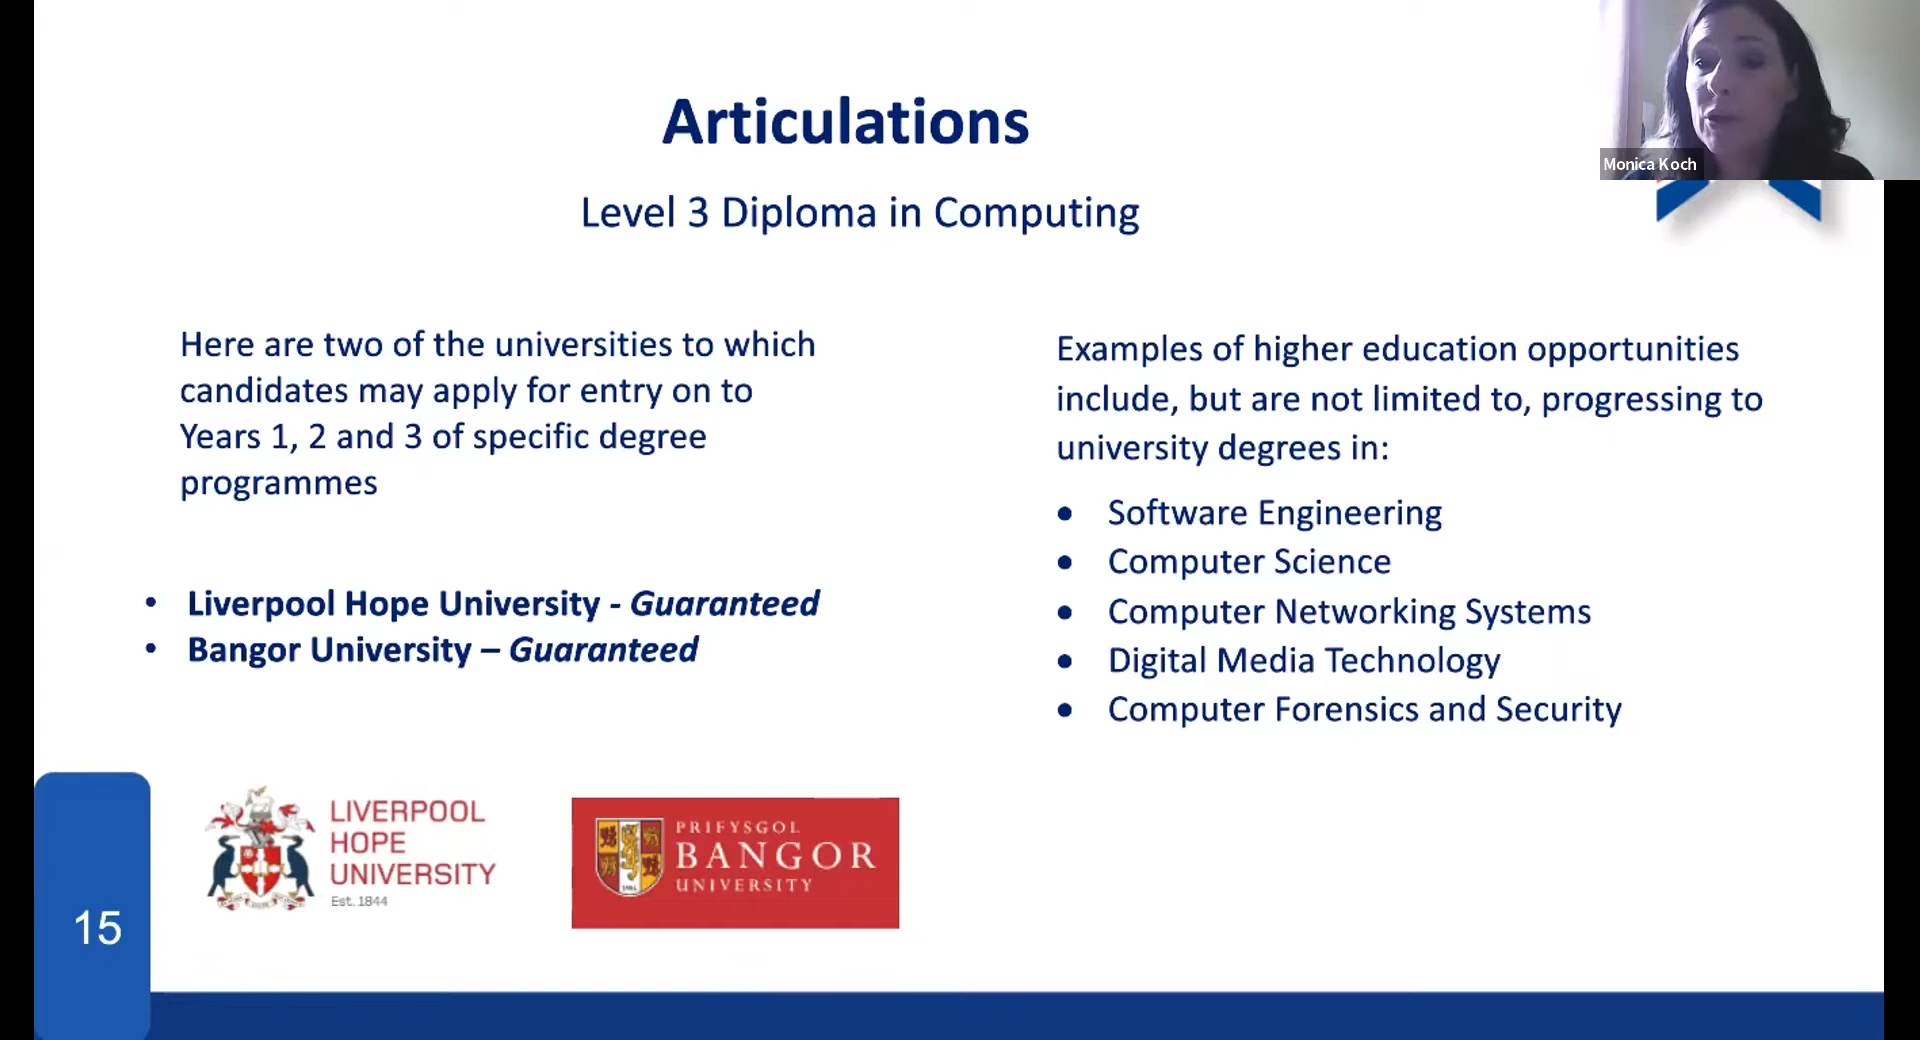 Articulations
Level 3 Diploma in Computing
Monica Koch
Here are two of the universities to which
candidates may apply for entry on to
Years 1, 2 and 3 of specific degree
programmes
• Liverpool Hope University - Guaranteed
• Bangor University – Guaranteed
Examples of higher education opportunities
include, but are not limited to, progressing to
university degrees in:
• Software Engineering
• Computer Science
• Computer Networking Systems
• Digital Media Technology
• Computer Forensics and Security
LIVERPOOL
HOPE
UNIVERSITY
Est. 1844
PRIFYSGOL
BANGOR
UNIVERSITY
15